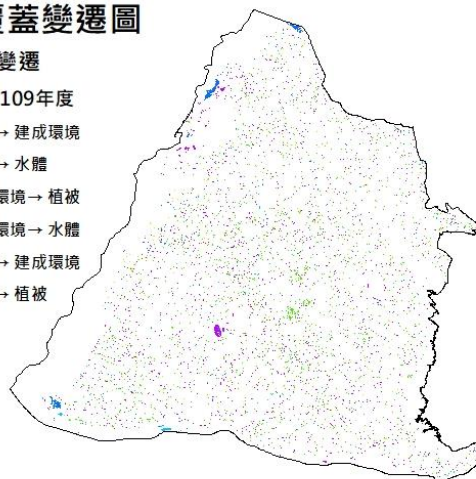 覆蓋變遷圖
變遷
109年度
→ 建成環境
→ 水體
環境→ 植被
環境→ 水體
→ 建成環境
→ 植被